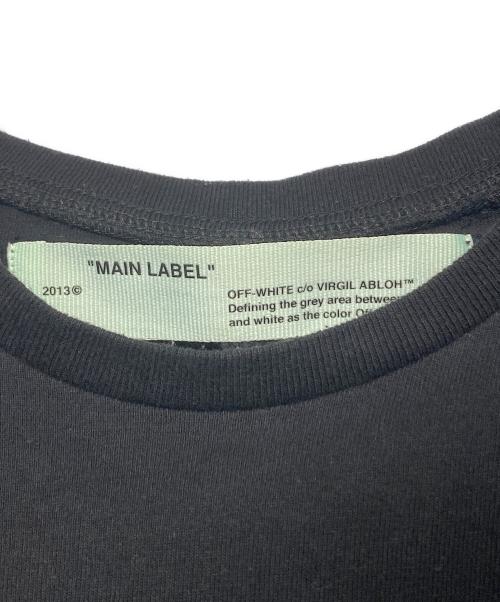 "MAIN LABEL"
2013©
OFF-WHITE c/o VIRGIL ABLOH™
Defining the grey area between
and white as the color